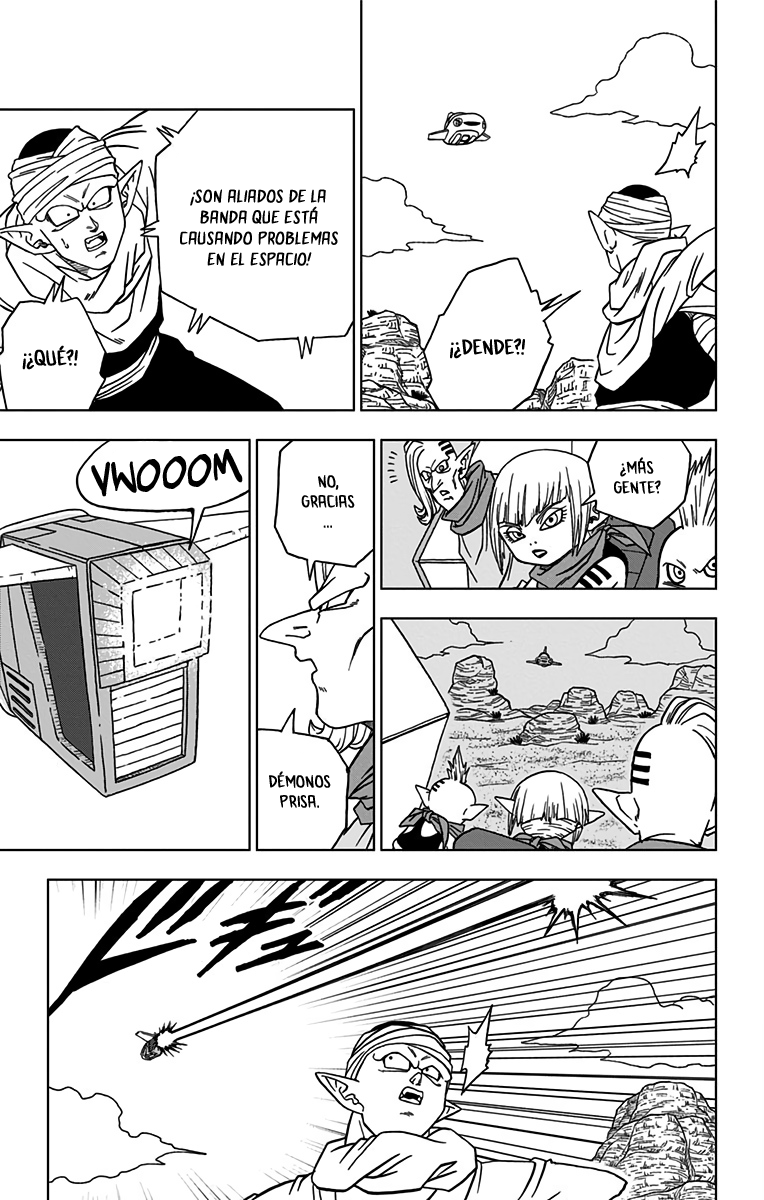 ¡¿DENDE?!
¡SON ALIADOS DE LA
BANDA QUE ESTÁ
CAUSANDO PROBLEMAS
EN EL ESPACIO!
¡¿QUÉ?!
¿MÁS
GENTE?
NO,
GRACIAS
...
DÉMONOS
PRISA.
VWOOOM